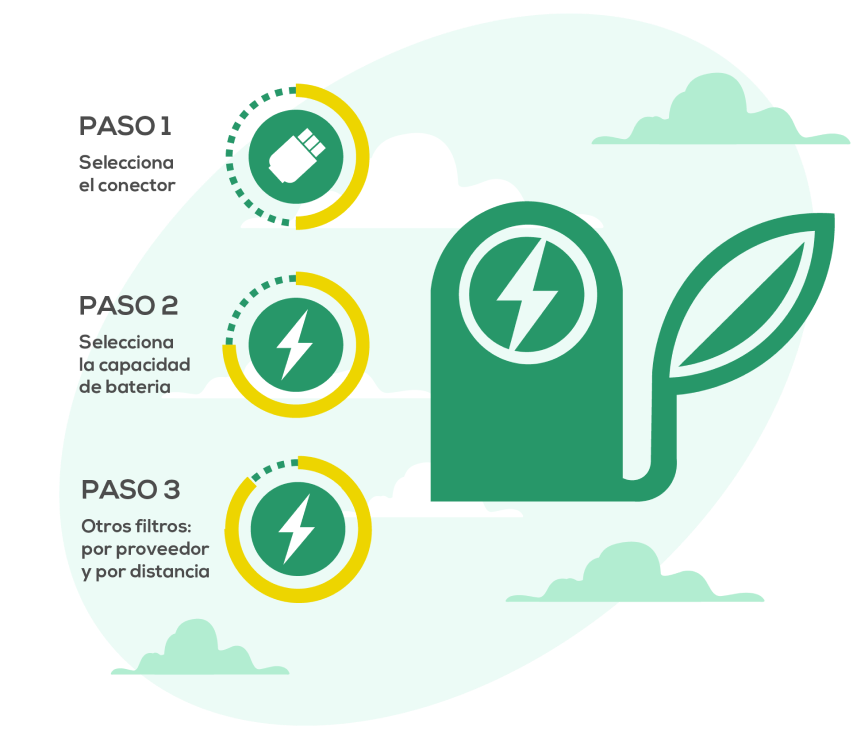 PASO 1
Selecciona
el conector
PASO 2
Selecciona
la capacidad
de bateria
PASO 3
Otros filtros:
por proveedor
y por distancia